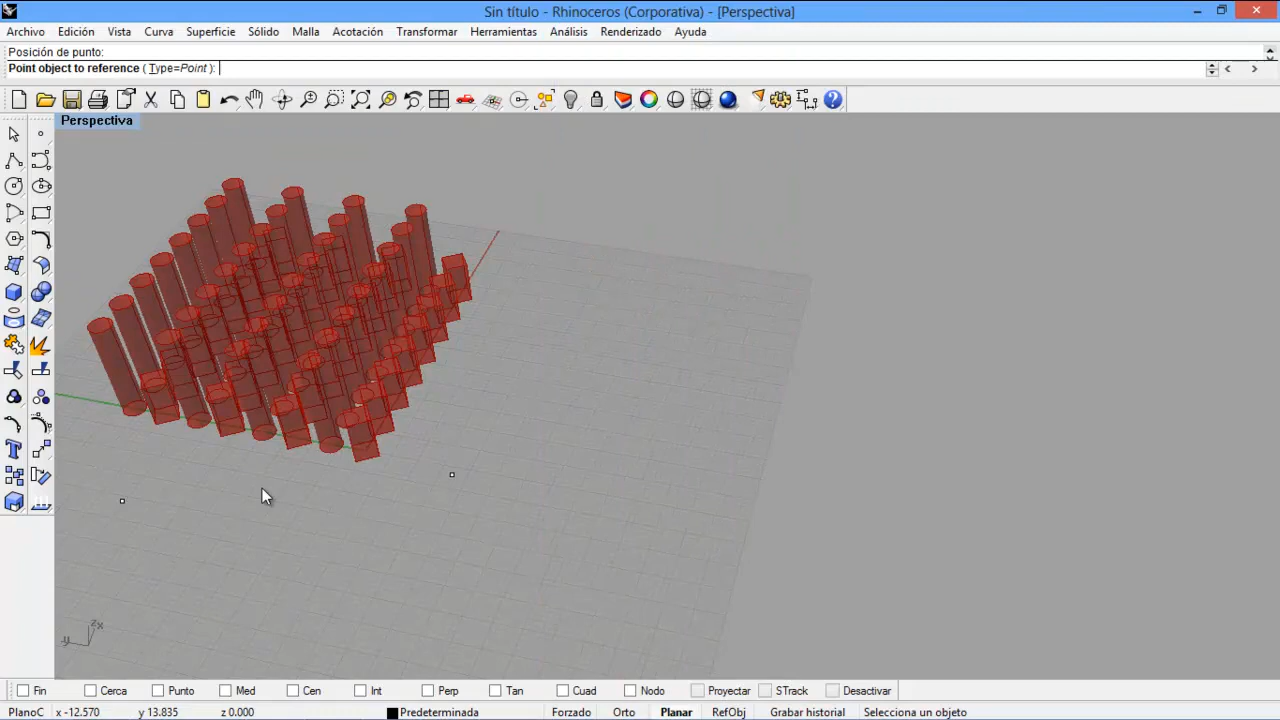 Sin título - Rhinoceros (Corporativa) - [Perspectiva]
Archivo Edición Vista Curva Superficie Sólido Malla Acotación Transformar Herramientas Análisis Renderizado Ayuda
Posición de punto:
Point object to reference ( Type=Point ):
Perspectiva
z x
y
Fin Cerca Punto Med Cen Int Perp Tan Cuad Nodo Proyectar STrack Desactivar
PlanoC x -12.570 y 13.835 z 0.000 Predeterminada Forzado Orto Planar RefObj Grabar historial Selecciona un objeto